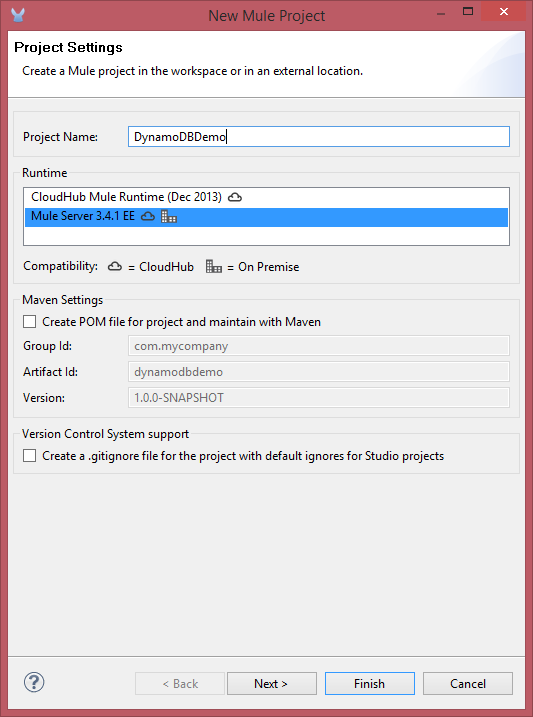 New Mule Project
Project Settings
Create a Mule project in the workspace or in an external location.
Project Name: DynamoDBDemo
Runtime
CloudHub Mule Runtime (Dec 2013)
Mule Server 3.4.1 EE
Compatibility: = CloudHub = On Premise
Maven Settings
Create POM file for project and maintain with Maven
Group Id: com.mycompany
Artifact Id: dynamodbdemo
Version: 1.0.0-SNAPSHOT
Version Control System support
Create a .gitignore file for the project with default ignores for Studio projects
? < Back Next > Finish Cancel